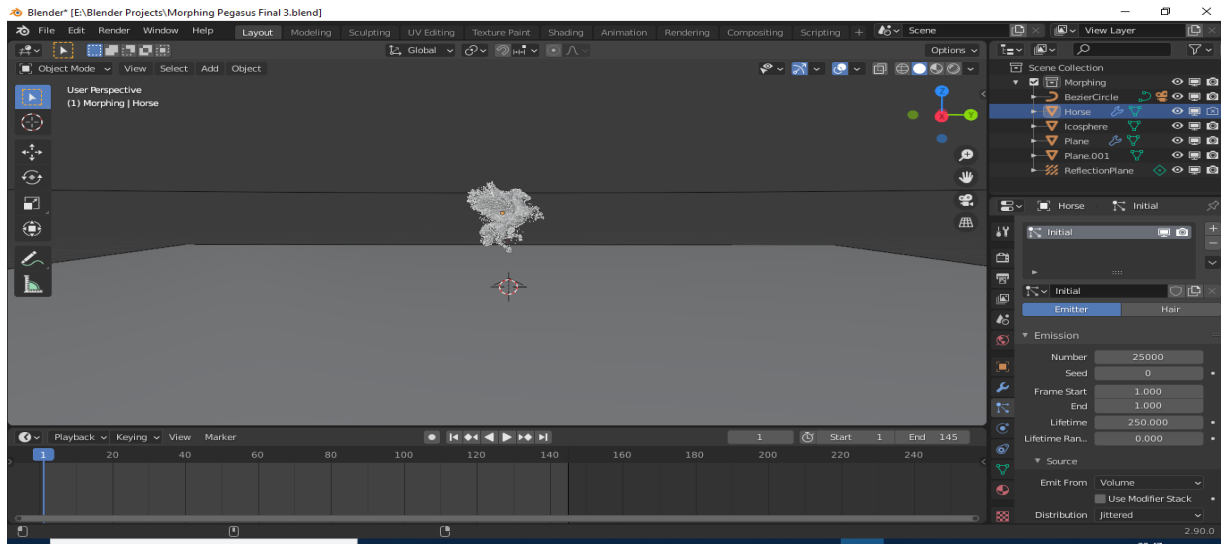 Blender* [E:\Blender Projects\Morphing Pegasus Final 3.blend]
File Edit Render Window Help Layout Modeling Sculpting UV Editing Texture Paint Shading Animation Rendering Compositing Scripting + Scene View Layer
Global Options
Object Mode View Select Add Object
User Perspective
(1) Morphing | Horse
Z
X
Y
Scene Collection
Morphing
BezierCircle
Horse
Icosphere
Plane
Plane.001
ReflectionPlane
Horse Initial
Initial
Initial
Emitter Hair
Emission
Number 25000
Seed 0
Frame Start 1.000
End 1.000
Lifetime 250.000
Lifetime Ran... 0.000
Source
Emit From Volume
Use Modifier Stack
Distribution Jittered
Playback Keying View Marker 1 Start 1 End 145
1 20 40 60 80 100 120 140 160 180 200 220 240
2.90.0